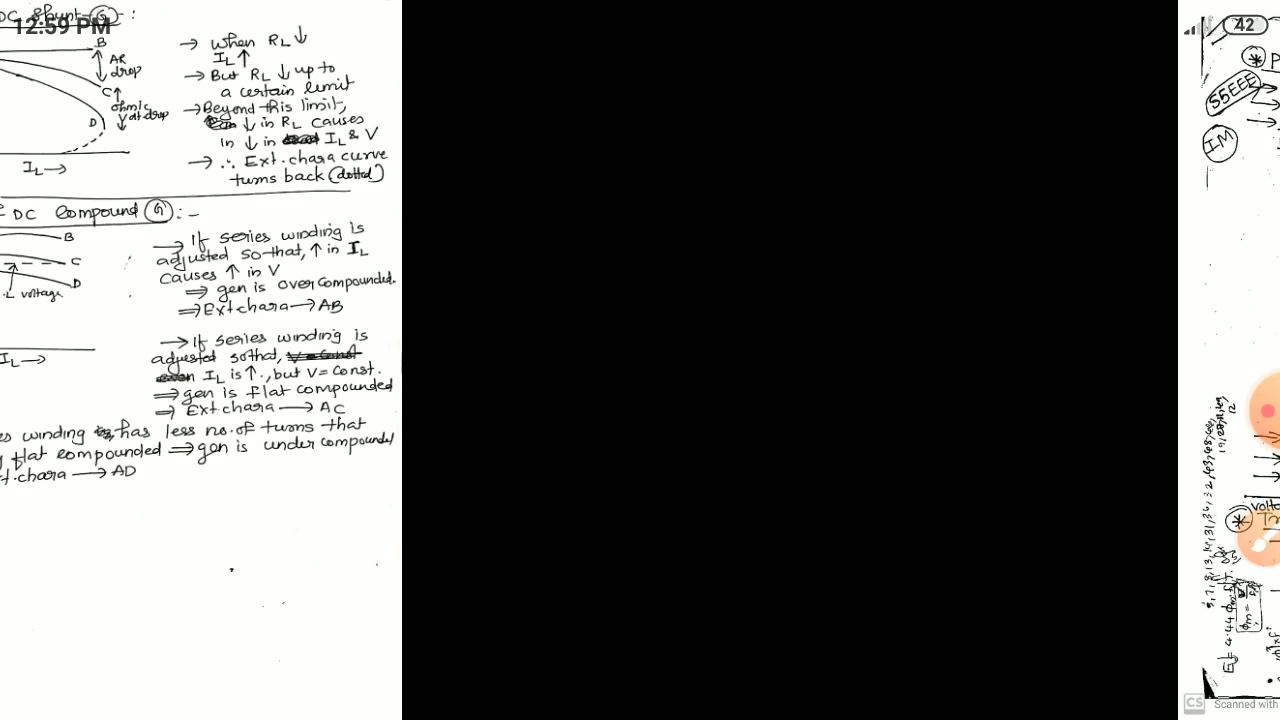 DC Shunt G :
12:59 PM
B
AR
drop
C
ohmic
V drop
D
IL →
→ When RL ↓
IL ↑
→ But RL ↓ up to
a certain limit
→ Beyond this limit,
↓ in RL causes
in ↓ in IL & V
→ ∴ Ext. chara curve
turns back (dotted)
DC Compound G :-
B
C
D
L voltage
IL →
→ If series winding is
adjusted so that, ↑ in IL
causes ↑ in V
⇒ gen is over compounded.
⇒ Ext.chara → AB
→ If series winding is
adjusted so that,
IL is ↑, but V = const.
⇒ gen is flat compounded
⇒ Ext.chara → AC
winding has less no. of turns that
flat compounded ⇒ gen is under compounded
chara → AD
42
* P
S5EEE
IM
*
CS Scanned with